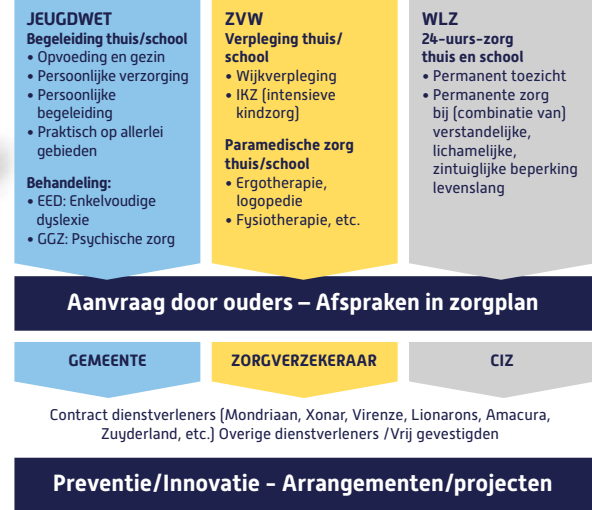 JEUGDWET
Begeleiding thuis/school
• Opvoeding en gezin
• Persoonlijke verzorging
• Persoonlijke
begeleiding
• Praktisch op allerlei
gebieden
Behandeling:
• EED: Enkelvoudige
dyslexie
• GGZ: Psychische zorg
ZVW
Verpleging thuis/
school
• Wijkverpleging
• IKZ (intensieve
kindzorg)
Paramedische zorg
thuis/school
• Ergotherapie,
logopedie
• Fysiotherapie, etc.
WLZ
24-uurs-zorg
thuis en school
• Permanent toezicht
• Permanente zorg
bij (combinatie van)
verstandelijke,
lichamelijke,
zintuiglijke beperking
levenslang
Aanvraag door ouders – Afspraken in zorgplan
GEMEENTE
ZORGVERZEKERAAR
CIZ
Contract dienstverleners (Mondriaan, Xonar, Virenze, Lionarons, Amacura,
Zuyderland, etc.) Overige dienstverleners /Vrij gevestigden
Preventie/Innovatie - Arrangementen/projecten